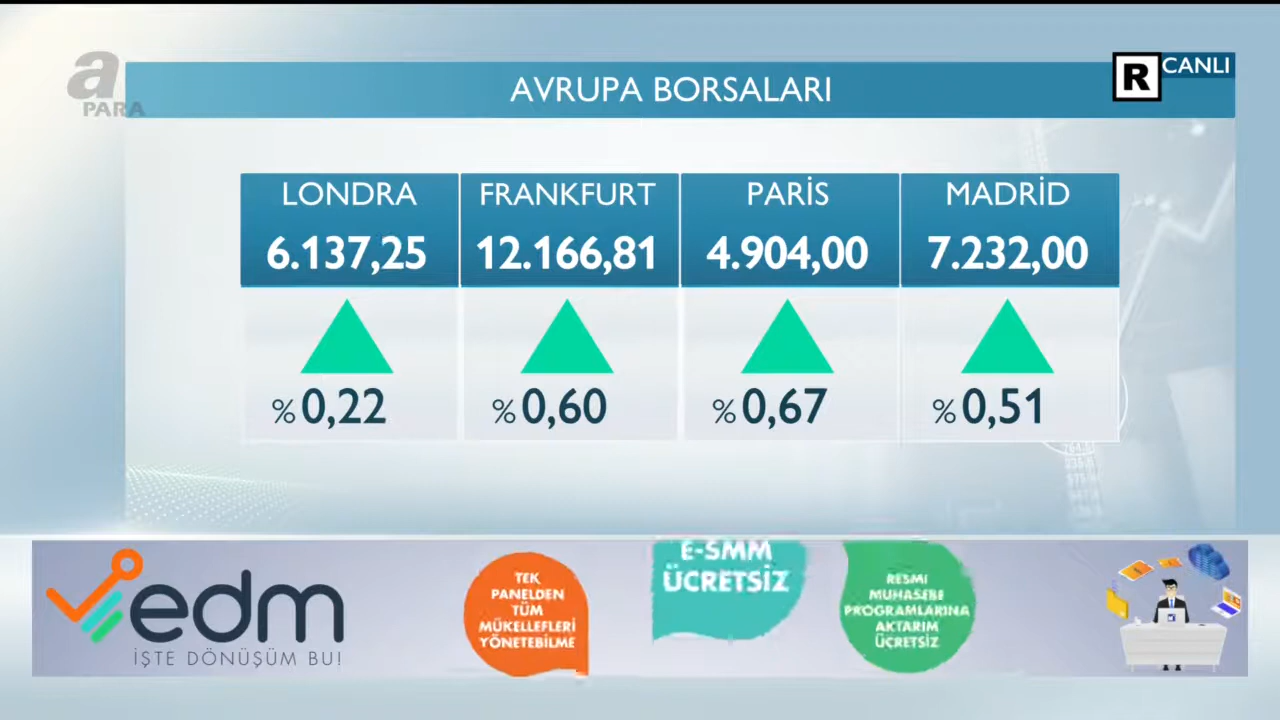 a
PARA
AVRUPA BORSALARI
R
CANLI
LONDRA
FRANKFURT
PARİS
MADRİD
6.137,25
12.166,81
4.904,00
7.232,00
%0,22
%0,60
%0,67
%0,51
edm
İŞTE DÖNÜŞÜM BU!
TEK
PANELDEN
TÜM
MÜKELLEFLERİ
YÖNETEBİLME
E-SMM
ÜCRETSİZ
RESMİ
MUHASEBE
PROGRAMLARINA
AKTARIM
ÜCRETSİZ